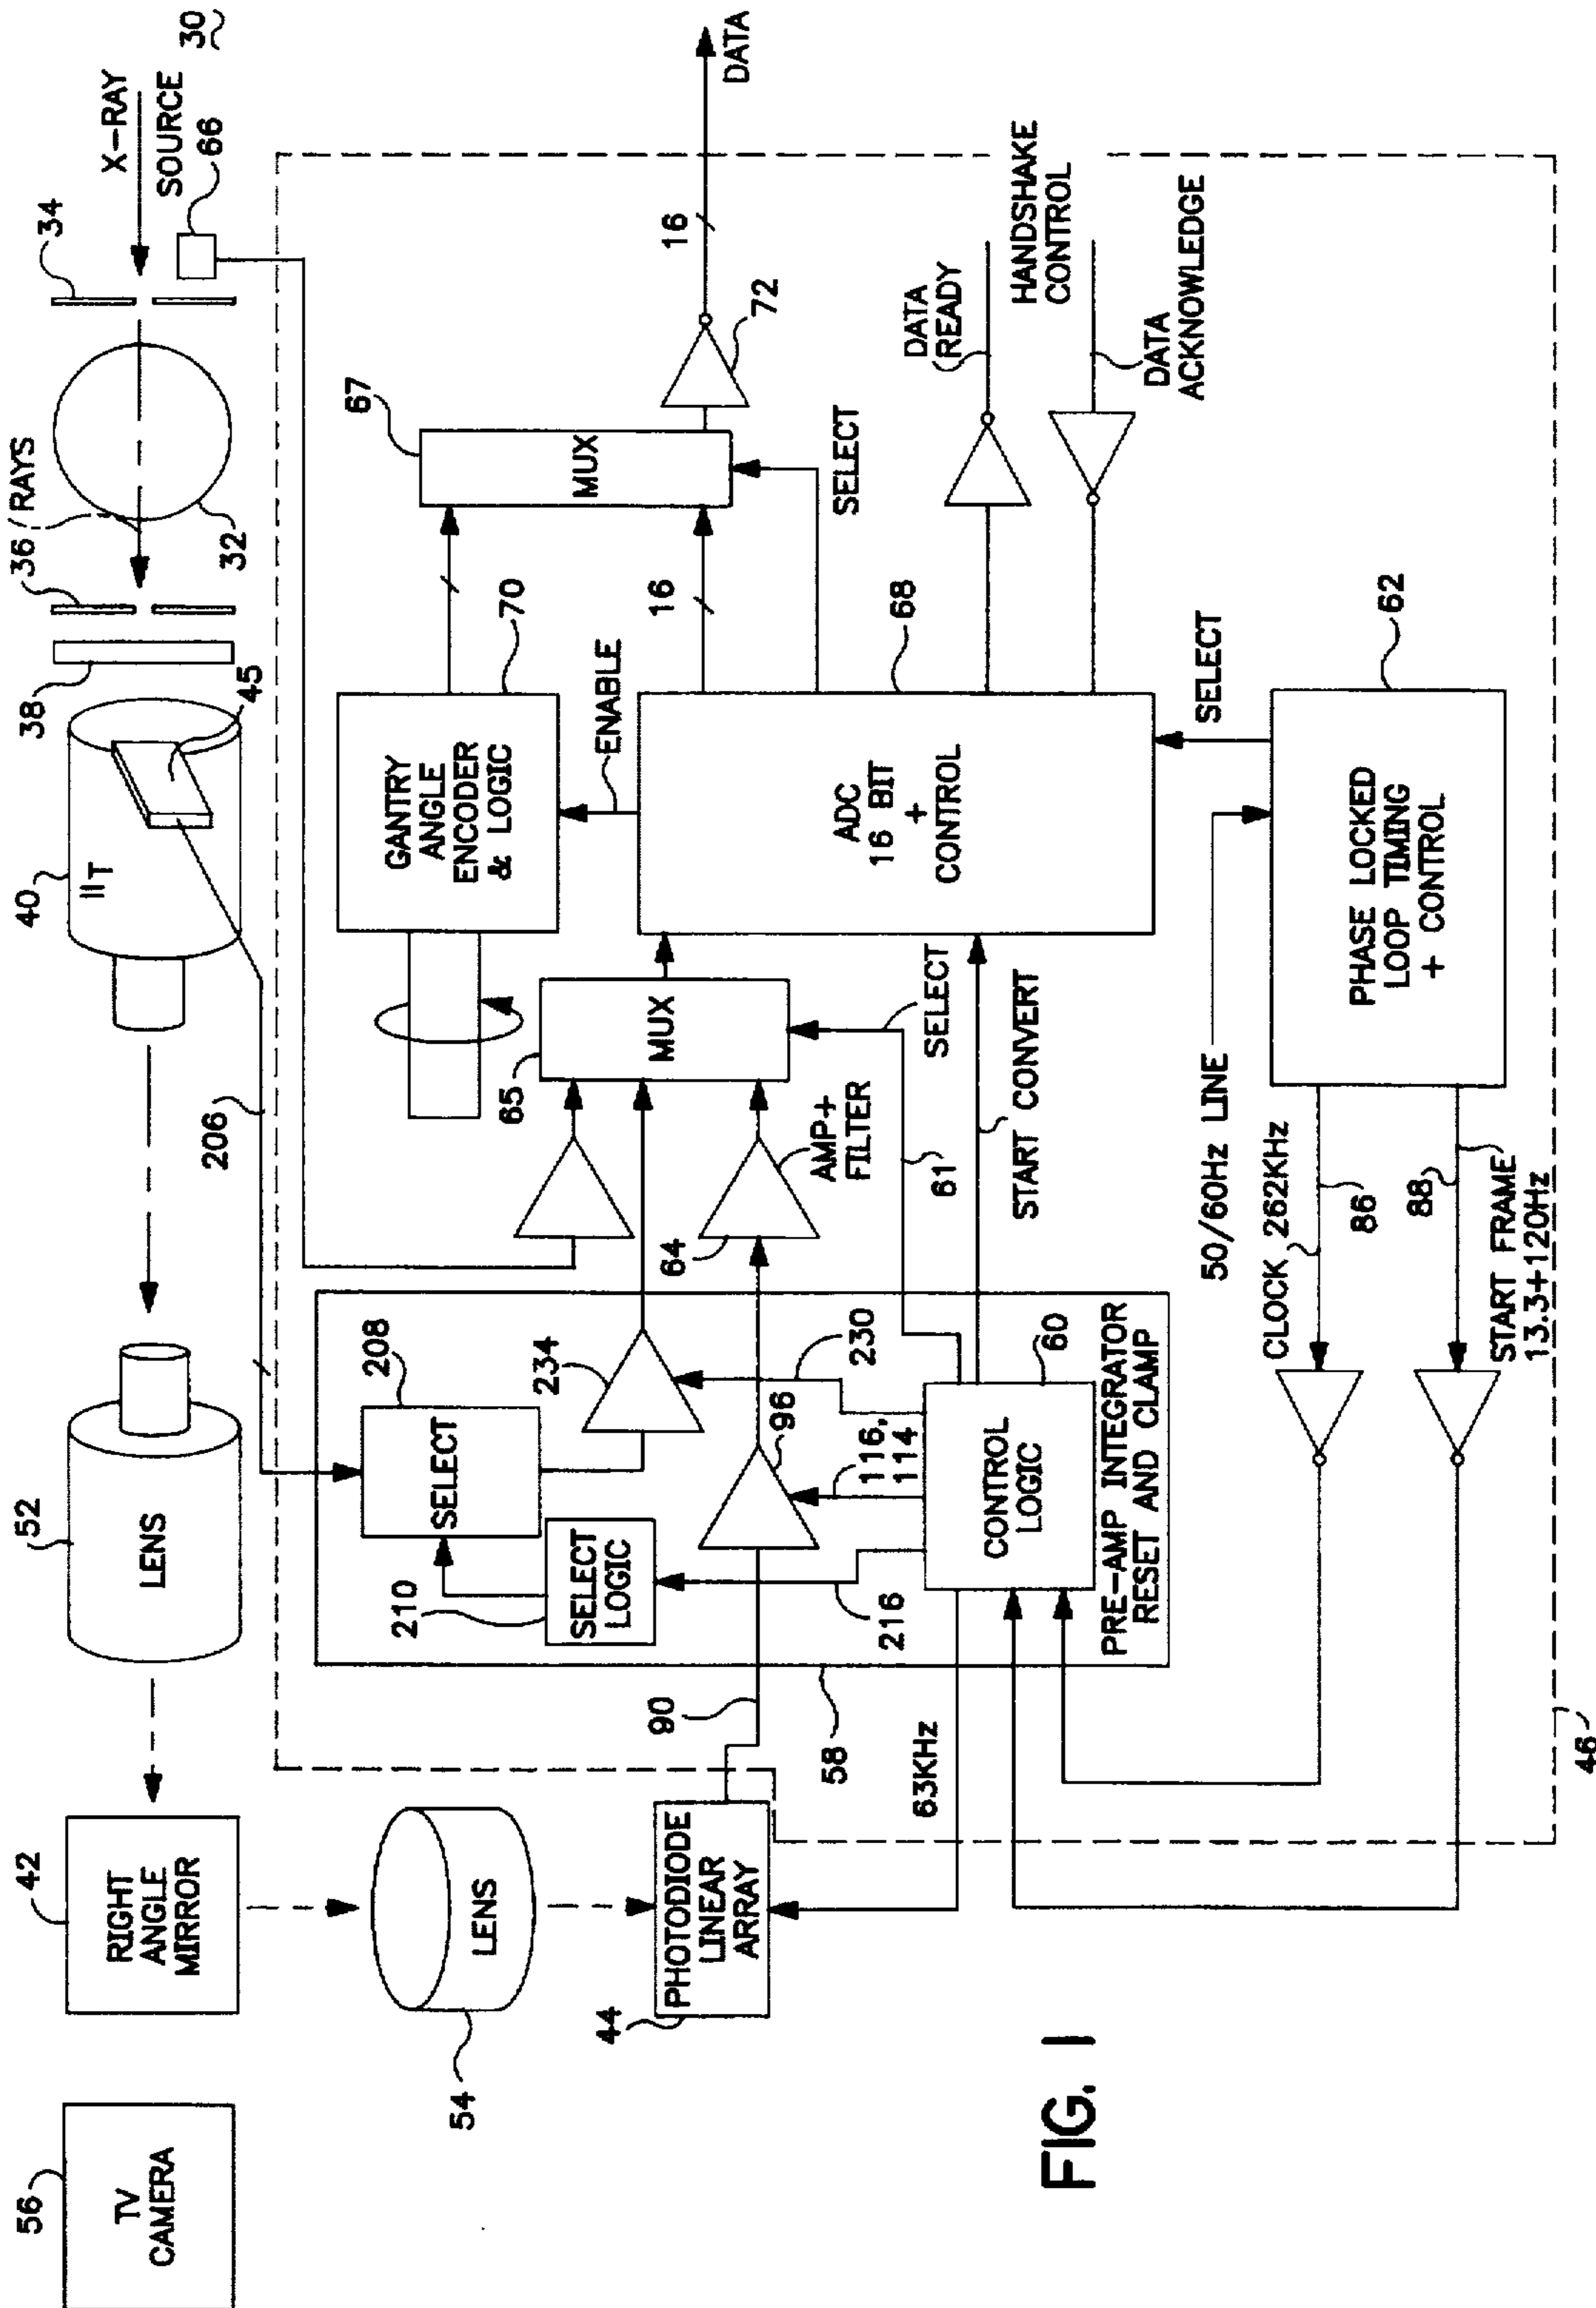 56
TV
CAMERA
42
RIGHT
ANGLE
MIRROR
52
LENS
40
IIT
38
45
36
RAYS
32
34
X-RAY
SOURCE
66
30
206
54
LENS
44
PHOTODIODE
LINEAR
ARRAY
90
58
63KHz
208
SELECT
210
SELECT
LOGIC
216
234
96
116,
114
230
60
CONTROL
LOGIC
PRE-AMP INTEGRATOR
RESET AND CLAMP
64
AMP+
FILTER
65
MUX
61
SELECT
START CONVERT
GANTRY
ANGLE
ENCODER
& LOGIC
70
ENABLE
ADC
16 BIT
+
CONTROL
68
16
67
MUX
SELECT
72
16
DATA
DATA
READY
HANDSHAKE
CONTROL
DATA
ACKNOWLEDGE
SELECT
62
PHASE LOCKED
LOOP TIMING
+ CONTROL
50/60Hz LINE
CLOCK 262KHz
86
88
START FRAME
13.3+120Hz
46
FIG. 1